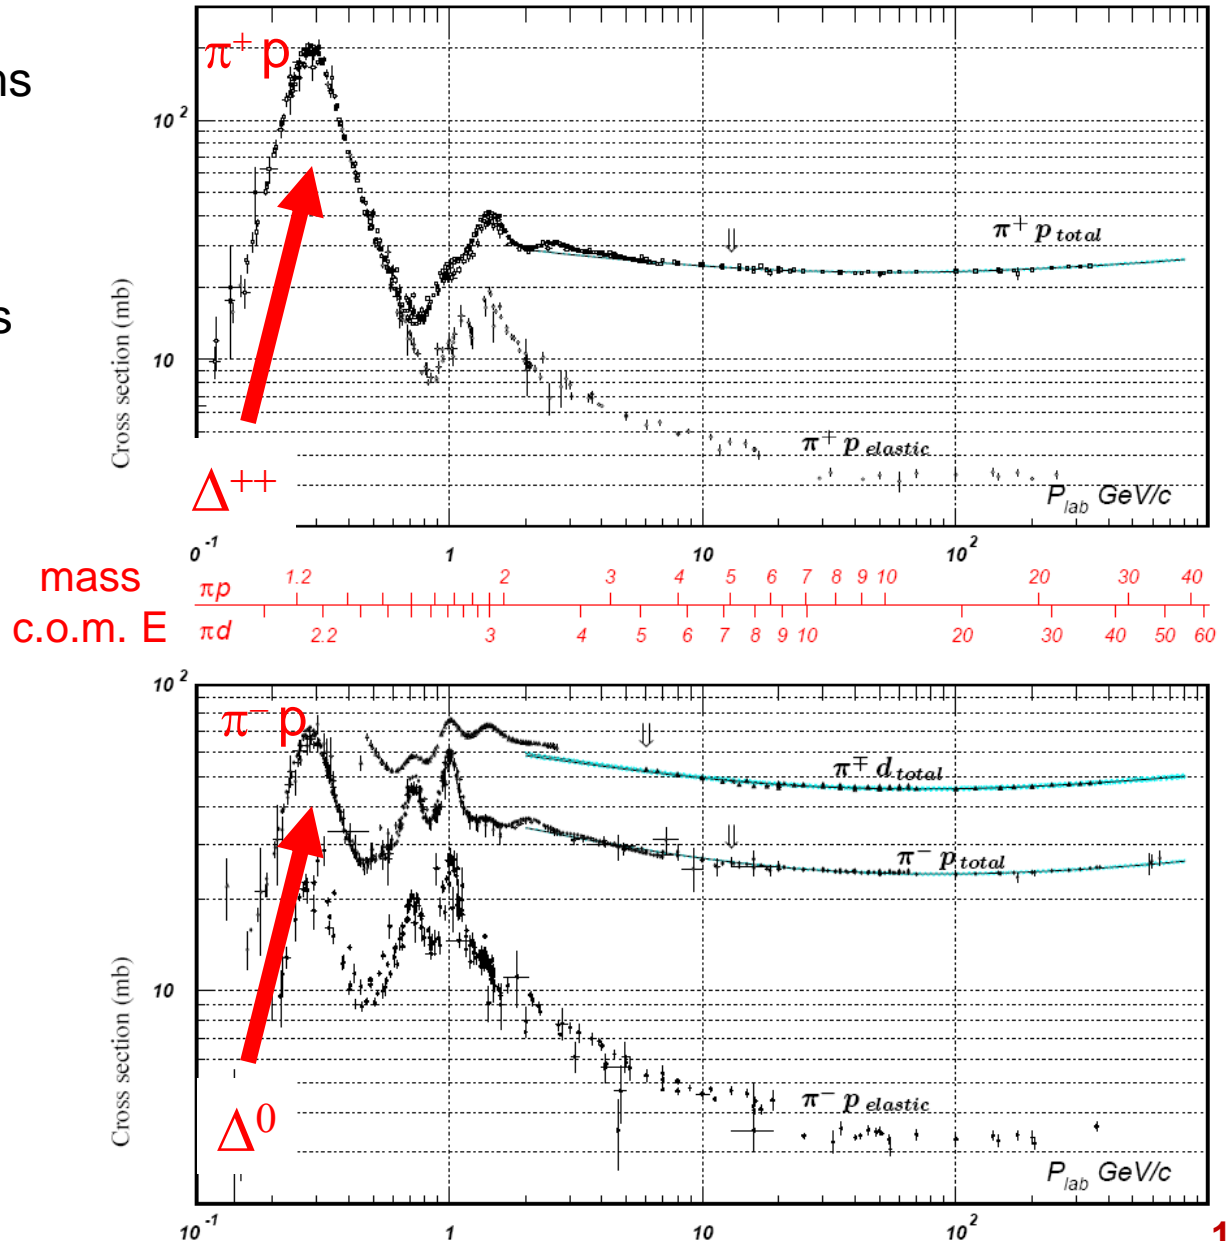 ns
s
π⁺ p
10²
10
Cross section (mb)
π⁺ p total
⇓
π⁺ p elastic
Δ⁺⁺
P_lab GeV/c
0⁻¹ 1 10 10²
mass
πp 1.2 2 3 4 5 6 7 8 9 10 20 30 40
c.o.m. E
πd 2.2 3 4 5 6 7 8 9 10 20 30 40 50 60
10²
π⁻ p
⇓
π∓ d total
⇓
π⁻ p total
10
Cross section (mb)
π⁻ p elastic
Δ⁰
P_lab GeV/c
10⁻¹ 1 10 10²
1